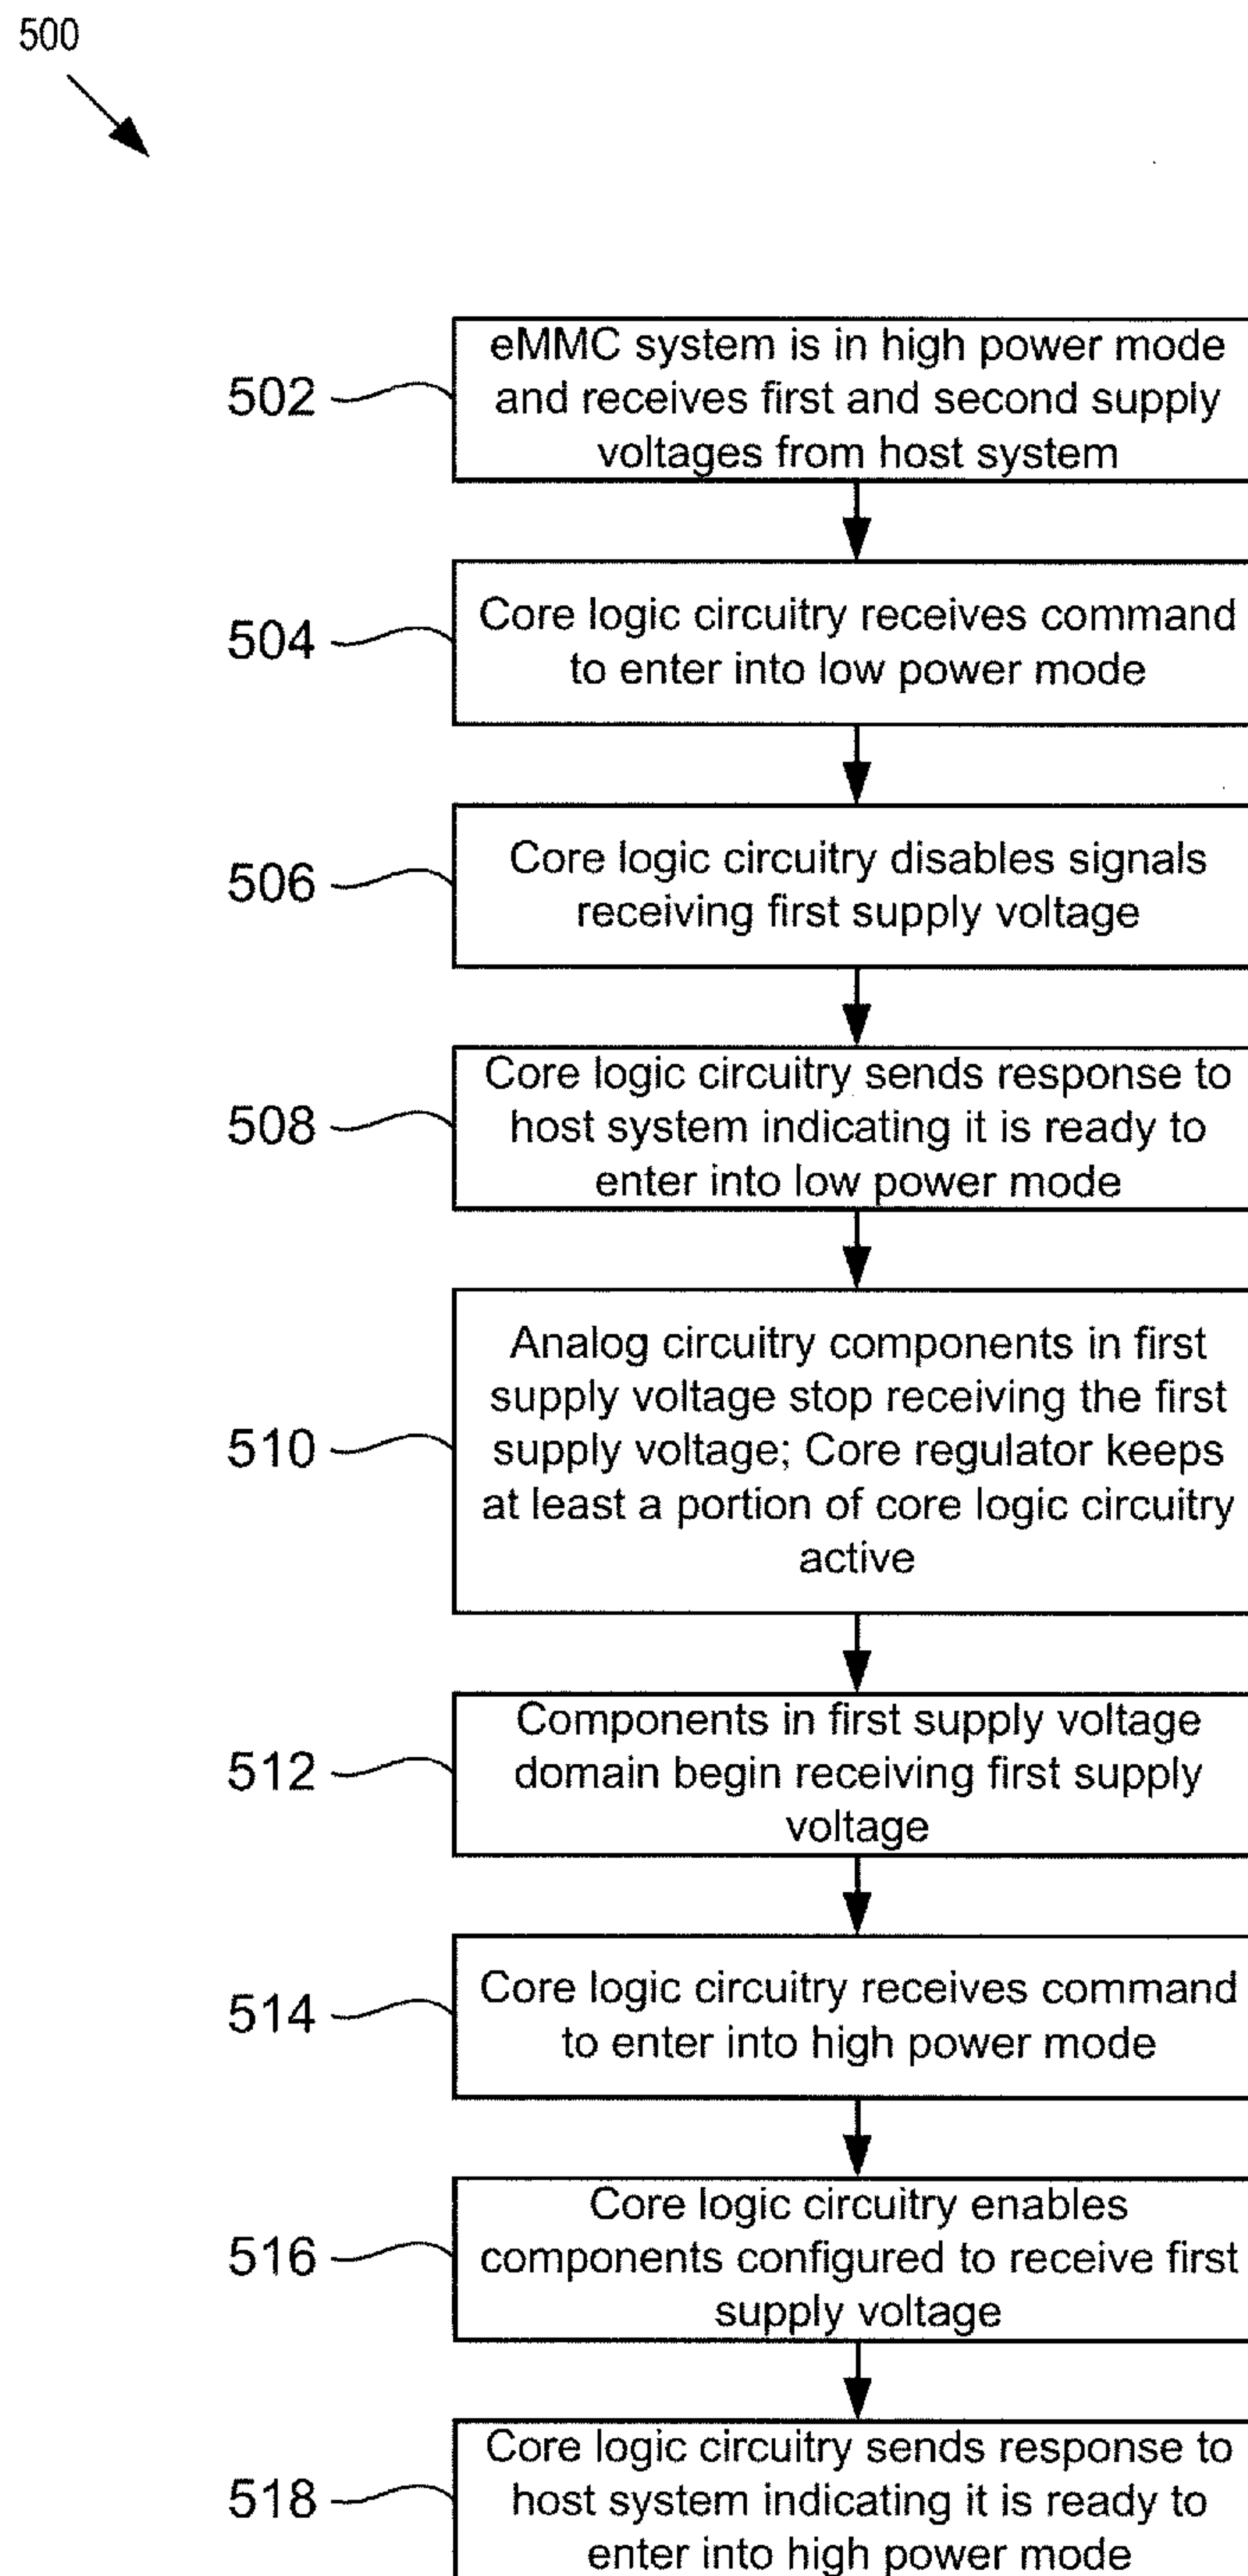 500
502
eMMC system is in high power mode
and receives first and second supply
voltages from host system
504
Core logic circuitry receives command
to enter into low power mode
506
Core logic circuitry disables signals
receiving first supply voltage
508
Core logic circuitry sends response to
host system indicating it is ready to
enter into low power mode
510
Analog circuitry components in first
supply voltage stop receiving the first
supply voltage; Core regulator keeps
at least a portion of core logic circuitry
active
512
Components in first supply voltage
domain begin receiving first supply
voltage
514
Core logic circuitry receives command
to enter into high power mode
516
Core logic circuitry enables
components configured to receive first
supply voltage
518
Core logic circuitry sends response to
host system indicating it is ready to
enter into high power mode